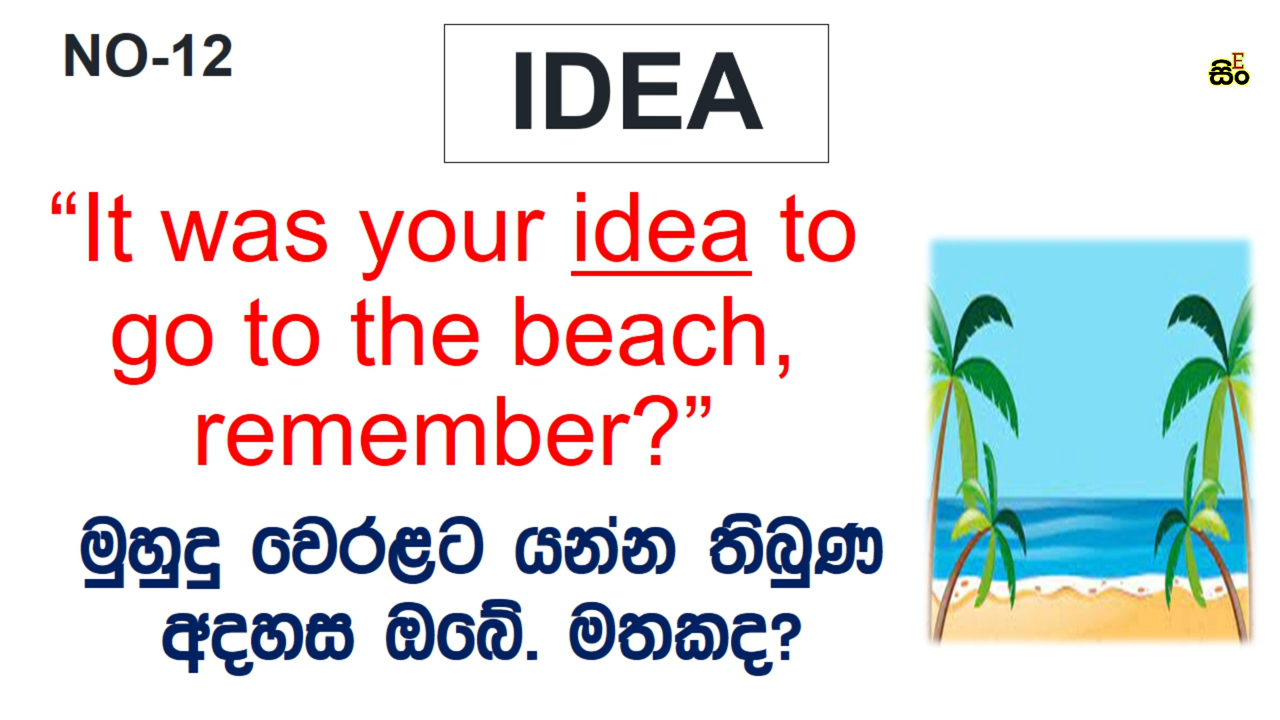 NO-12
IDEA
සිං
E
“It was your idea to
go to the beach,
remember?”
මුහුදු වෙරළට යන්න තිබුණ
අදහස ඔබේ. මතකද?